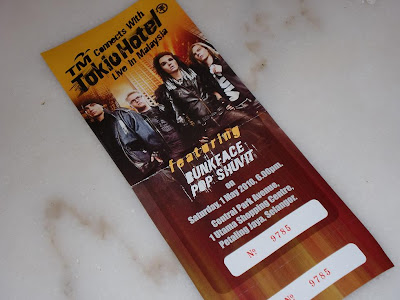 TM Connects With
Tokio Hotel
Live in Malaysia
featuring
BUNKFACE
POP SHUVIT
on
Saturday, 1 May 2010, 8.00pm.
Central Park Avenue,
1 Utama Shopping Centre,
Petaling Jaya, Selangor.
Nº 9785
Nº 9785